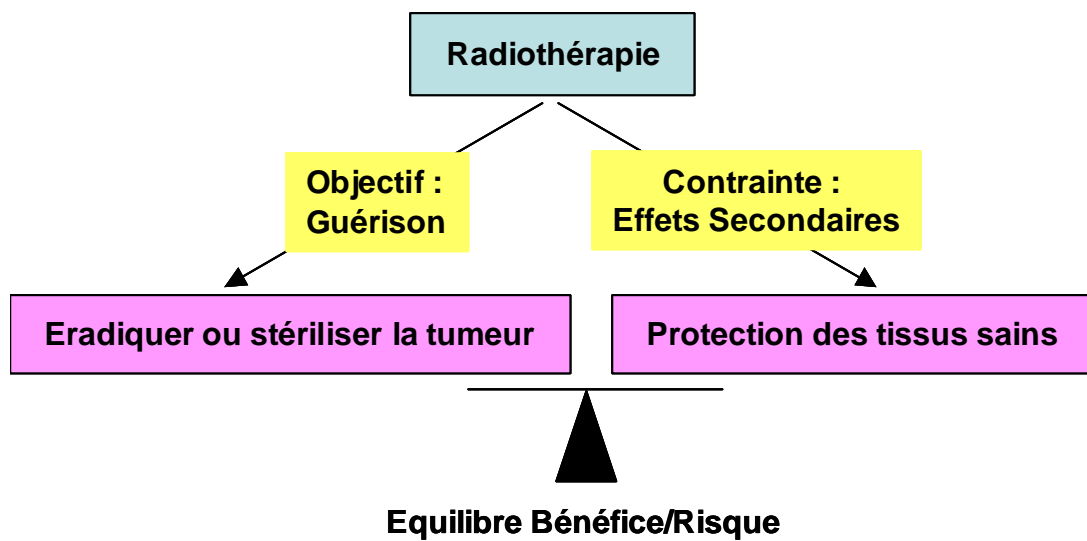 Radiothérapie
Objectif :
Guérison
Contrainte :
Effets Secondaires
Eradiquer ou stériliser la tumeur
Protection des tissus sains
Equilibre Bénéfice/Risque